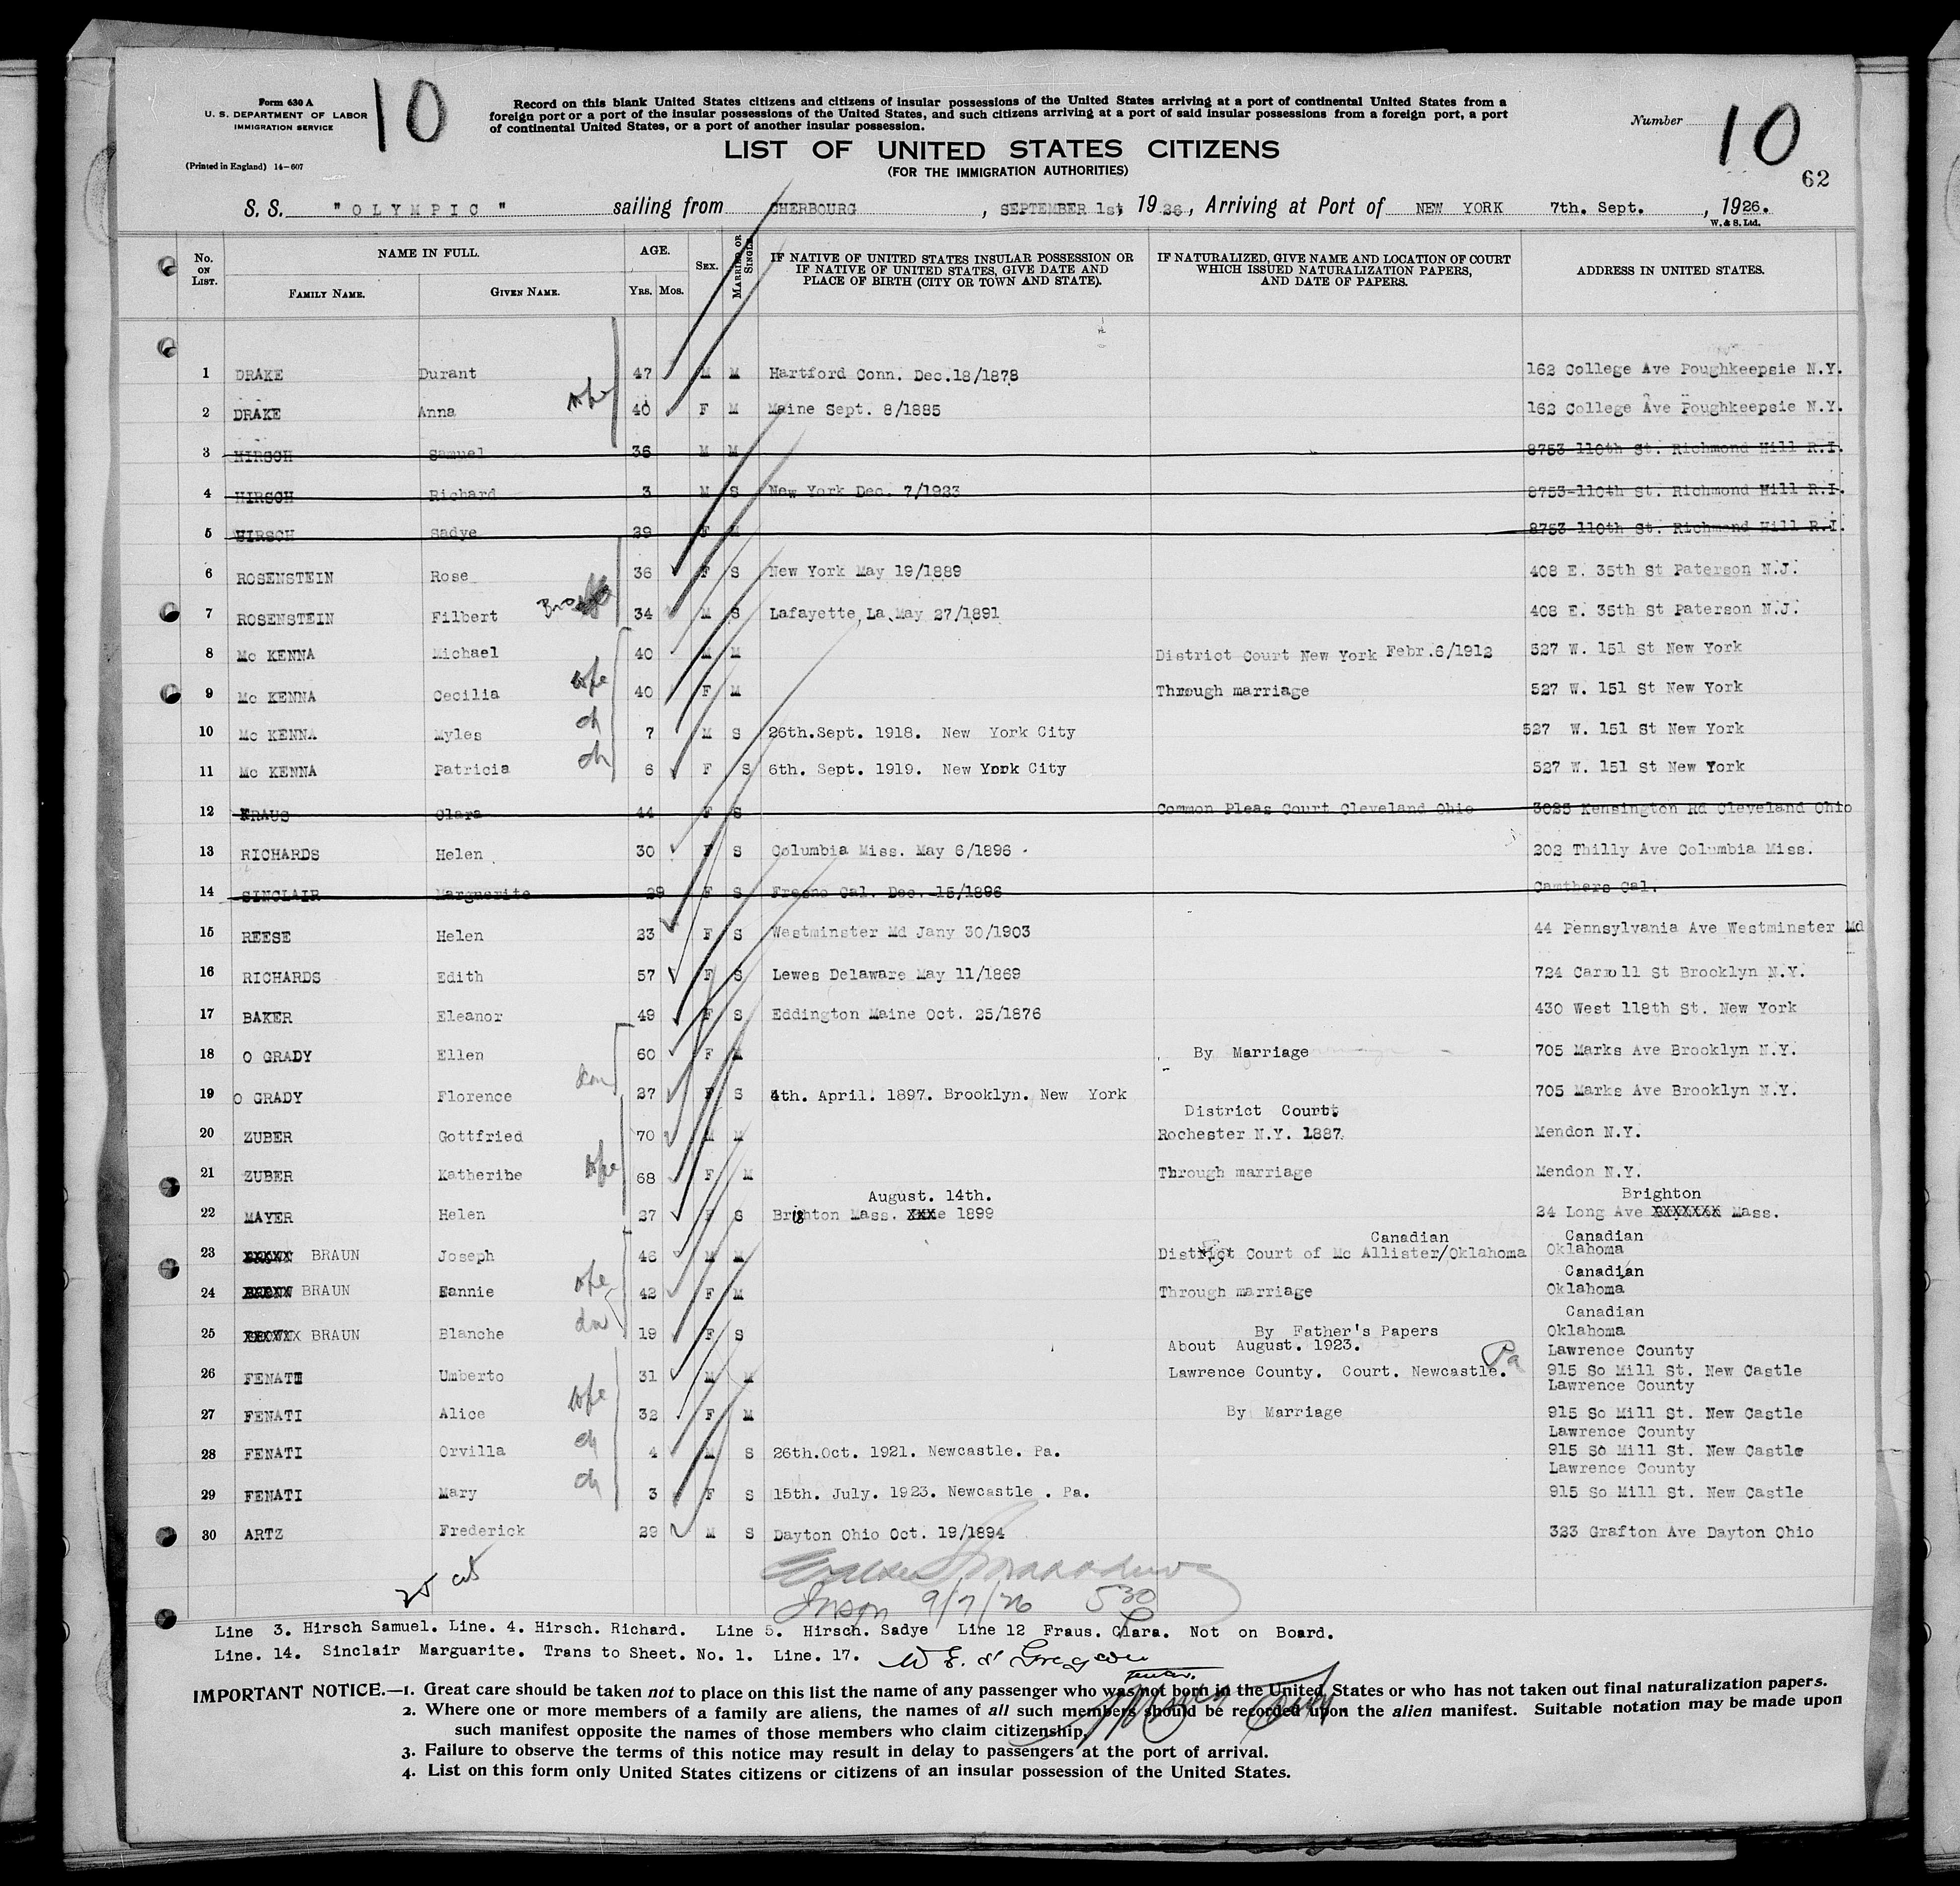 Form 630 A
U. S. DEPARTMENT OF LABOR
IMMIGRATION SERVICE
(Printed in England) 14-607
10
Record on this blank United States citizens and citizens of insular possessions of the United States arriving at a port of continental United States from a
foreign port or a port of the insular possessions of the United States, and such citizens arriving at a port of said insular possessions from a foreign port, a port
of continental United States, or a port of another insular possession.
Number 10
62
LIST OF UNITED STATES CITIZENS
(FOR THE IMMIGRATION AUTHORITIES)
S. S. "OLYMPIC" sailing from CHERBOURG, SEPTEMBER 1st, 1926, Arriving at Port of NEW YORK 7th. Sept., 1926.
W. & S. Ltd.
No. ON LIST. NAME IN FULL. FAMILY NAME. GIVEN NAME. AGE. YRS. MOS. SEX. MARRIED OR SINGLE IF NATIVE OF UNITED STATES INSULAR POSSESSION OR IF NATIVE OF UNITED STATES, GIVE DATE AND PLACE OF BIRTH (CITY OR TOWN AND STATE). IF NATURALIZED, GIVE NAME AND LOCATION OF COURT WHICH ISSUED NATURALIZATION PAPERS, AND DATE OF PAPERS. ADDRESS IN UNITED STATES.
1 DRAKE Durant 47 M M Hartford Conn. Dec.18/1878 162 College Ave Poughkeepsie N.Y.
2 DRAKE Anna wfe 40 F M Maine Sept. 8/1885 162 College Ave Poughkeepsie N.Y.
3 HIRSCH Samuel 36 M M 8753-110th St. Richmond Hill R.I.
4 HIRSCH Richard 3 M S New York Dec. 7/1923 8753-110th St. Richmond Hill R.I.
5 HIRSCH Sadye 29 F M 8753-110th St. Richmond Hill R.I.
6 ROSENSTEIN Rose 36 F S New York May 19/1889 408 E. 35th St Paterson N.J.
7 ROSENSTEIN Filbert Bro 34 M S Lafayette, La, May 27/1891 408 E. 35th St Paterson N.J.
8 Mc KENNA Michael 40 M M District Court New York Febr.6/1912 527 W. 151 St New York
9 Mc KENNA Cecilia wfe 40 F M Through marriage 527 W. 151 St New York
10 Mc KENNA Myles ch 7 M S 26th.Sept. 1918. New York City 527 W. 151 St New York
11 Mc KENNA Patricia ch 6 F S 6th. Sept. 1919. New York City 527 W. 151 St New York
12 KRAUS Clara 44 F S Common Pleas Court Cleveland Ohio 3025 Kensington Rd Cleveland Ohio
13 RICHARDS Helen 30 F S Columbia Miss. May 6/1896 202 Thilly Ave Columbia Miss.
14 SINCLAIR Marguerite 29 F S Fresno Cal. Dec. 15/1896 Camthers Cal.
15 REESE Helen 23 F S Westminster Md Jany 30/1903 44 Pennsylvania Ave Westminster Md
16 RICHARDS Edith 57 F S Lewes Delaware May 11/1869 724 Carroll St Brooklyn N.Y.
17 BAKER Eleanor 49 F S Eddington Maine Oct. 25/1876 430 West 118th St. New York
18 O GRADY Ellen 60 F M By Marriage 705 Marks Ave Brooklyn N.Y.
19 O GRADY Florence 27 F S 4th. April. 1897. Brooklyn. New York 705 Marks Ave Brooklyn N.Y.
District Court.
20 ZUBER Gottfried 70 M M Rochester N.Y. 1887. Mendon N.Y.
21 ZUBER Katherine wfe 68 F M Through marriage Mendon N.Y.
August. 14th. Brighton
22 MAYER Helen 27 F S Brighton Mass. XXXe 1899 24 Long Ave XXXXXXX Mass.
Canadian Canadian
23 BRAUN Joseph 46 M M District Court of Mc Allister/Oklahoma Oklahoma
Canadian
24 BRAUN Fannie wfe 42 F M Through marriage Oklahoma
Canadian
25 BRAUN Blanche 19 F S By Father's Papers Oklahoma
About August. 1923. Lawrence County
26 FENATI Umberto 31 M M Lawrence County. Court. Newcastle. Pa 915 So Mill St. New Castle
Lawrence County
27 FENATI Alice wfe 32 F M By Marriage 915 So Mill St. New Castle
Lawrence County
28 FENATI Orvilla ch 4 M S 26th.Oct. 1921. Newcastle. Pa. 915 So Mill St. New Castle
Lawrence County
29 FENATI Mary ch 3 F S 15th. July. 1923. Newcastle . Pa. 915 So Mill St. New Castle
30 ARTZ Frederick 29 M S Dayton Ohio Oct. 19/1894 323 Grafton Ave Dayton Ohio
25
9/7/26 530
Line 3. Hirsch Samuel. Line. 4. Hirsch. Richard. Line 5. Hirsch. Sadye Line 12 Fraus. Clara. Not on Board.
Line. 14. Sinclair Marguarite. Trans to Sheet. No. 1. Line. 17.
IMPORTANT NOTICE.—1. Great care should be taken not to place on this list the name of any passenger who was not born in the United States or who has not taken out final naturalization papers.
2. Where one or more members of a family are aliens, the names of all such members should be recorded upon the alien manifest. Suitable notation may be made upon
such manifest opposite the names of those members who claim citizenship.
3. Failure to observe the terms of this notice may result in delay to passengers at the port of arrival.
4. List on this form only United States citizens or citizens of an insular possession of the United States.